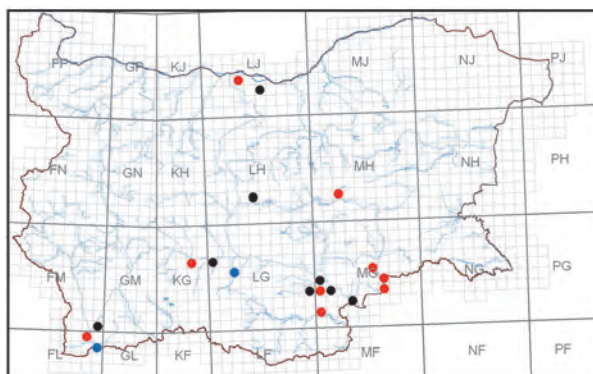 FP GP KJ LJ MJ NJ PJ
FN GN KH LH MH NH PH
FM GM KG LG MG NG PG
FL GL KF LF MF NF PF